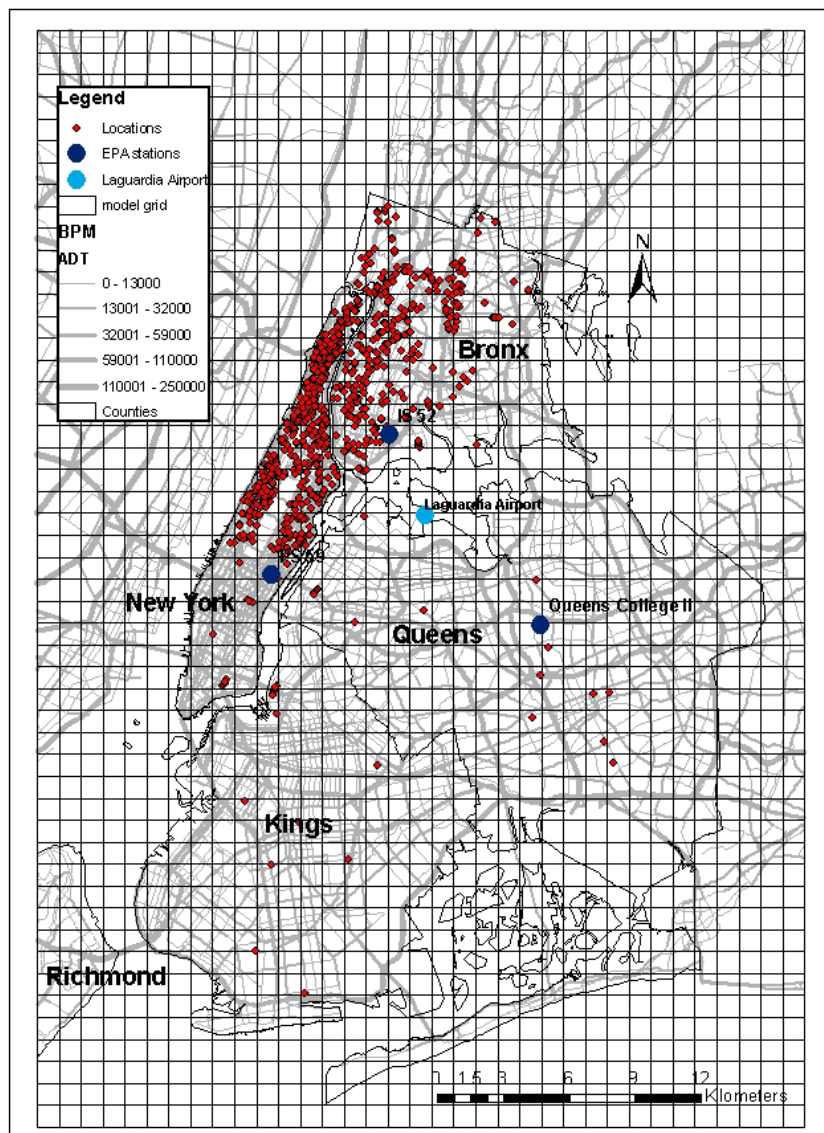 Legend
Locations
EPA stations
Laguardia Airport
model grid
BPM
ADT
0 - 13000
13001 - 32000
32001 - 59000
59001 - 110000
110001 - 250000
Counties
N
Bronx
IS 52
Laguardia Airport
New York
Queens College II
Queens
Kings
Richmond
0 1.5 3 6 9 12
Kilometers